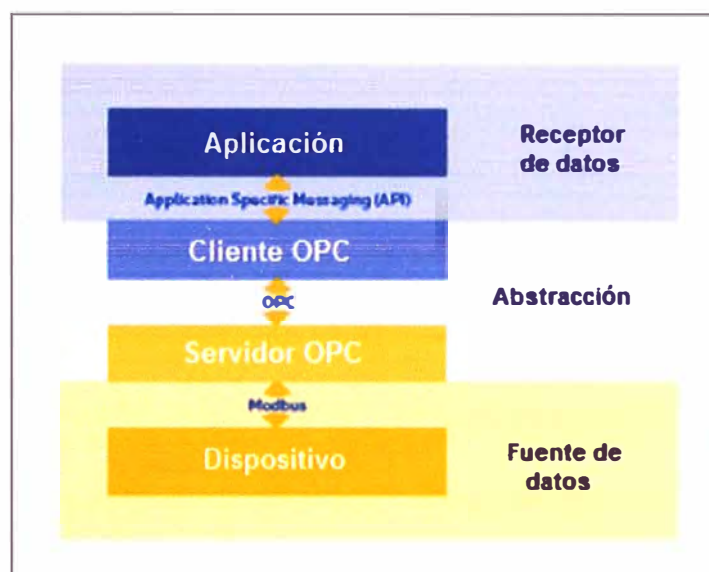 Aplicación
Receptor
de datos
Application Specific Messaging (API)
Cliente OPC
OPC
Abstracción
Servidor OPC
Modbus
Dispositivo
Fuente de
datos